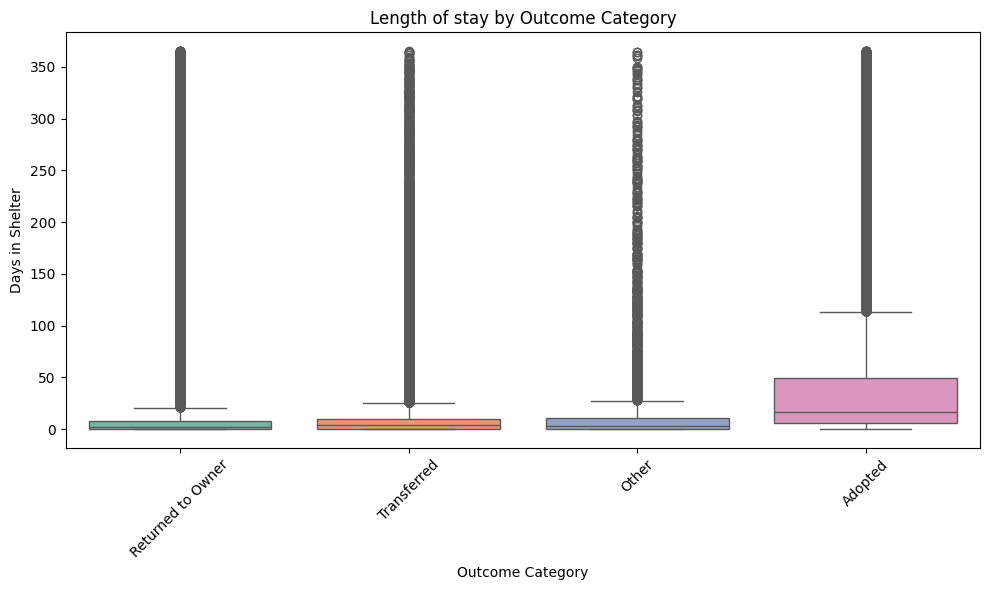 Length of stay by Outcome Category
Days in Shelter
350
300
250
200
150
100
50
0
Returned to Owner
Transferred
Other
Adopted
Outcome Category